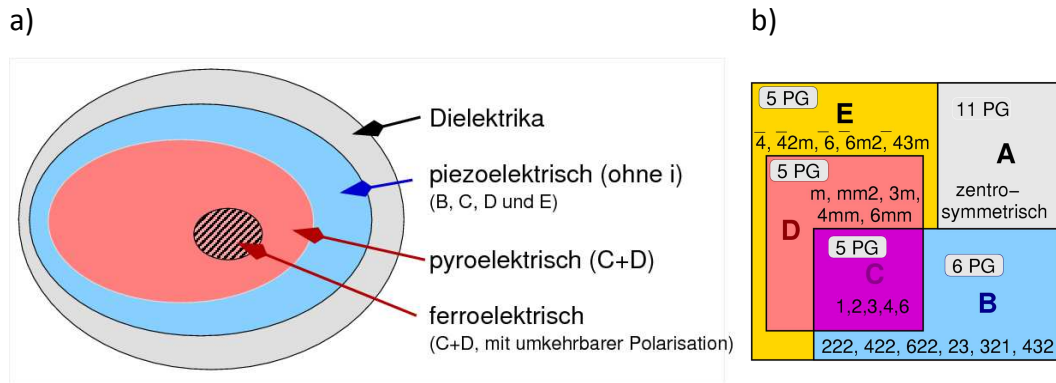 a)
Dielektrika
piezoelektrisch (ohne i)
(B, C, D und E)
pyroelektrisch (C+D)
ferroelektrisch
(C+D, mit umkehrbarer Polarisation)
b)
5 PG
E
4̅, 4̅2m, 6̅, 6̅m2, 4̅3m
11 PG
A
zentro–
symmetrisch
5 PG
m, mm2, 3m,
4mm, 6mm
D
5 PG
C
1,2,3,4,6
6 PG
B
222, 422, 622, 23, 321, 432